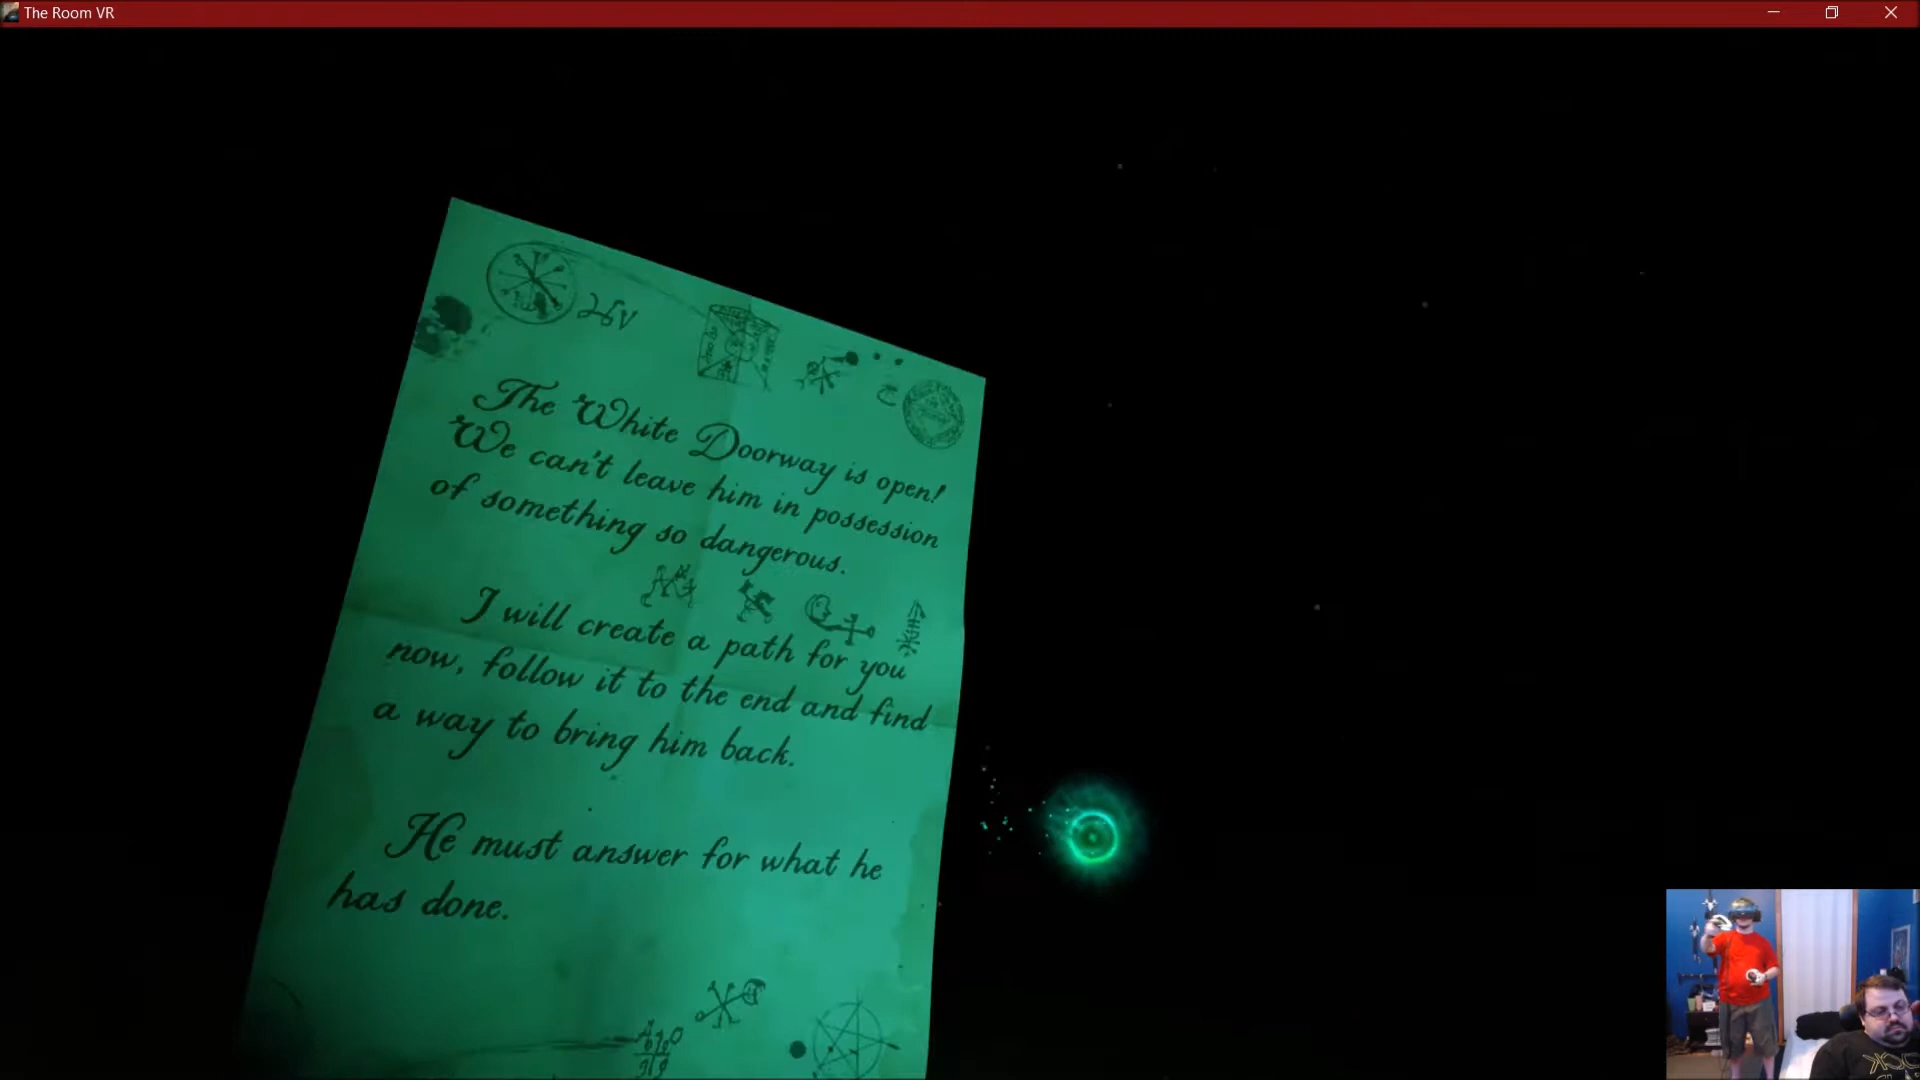 The Room VR
The White Doorway is open!
We can't leave him in possession
of something so dangerous.
I will create a path for you
now, follow it to the end and find
a way to bring him back.
He must answer for what he
has done.